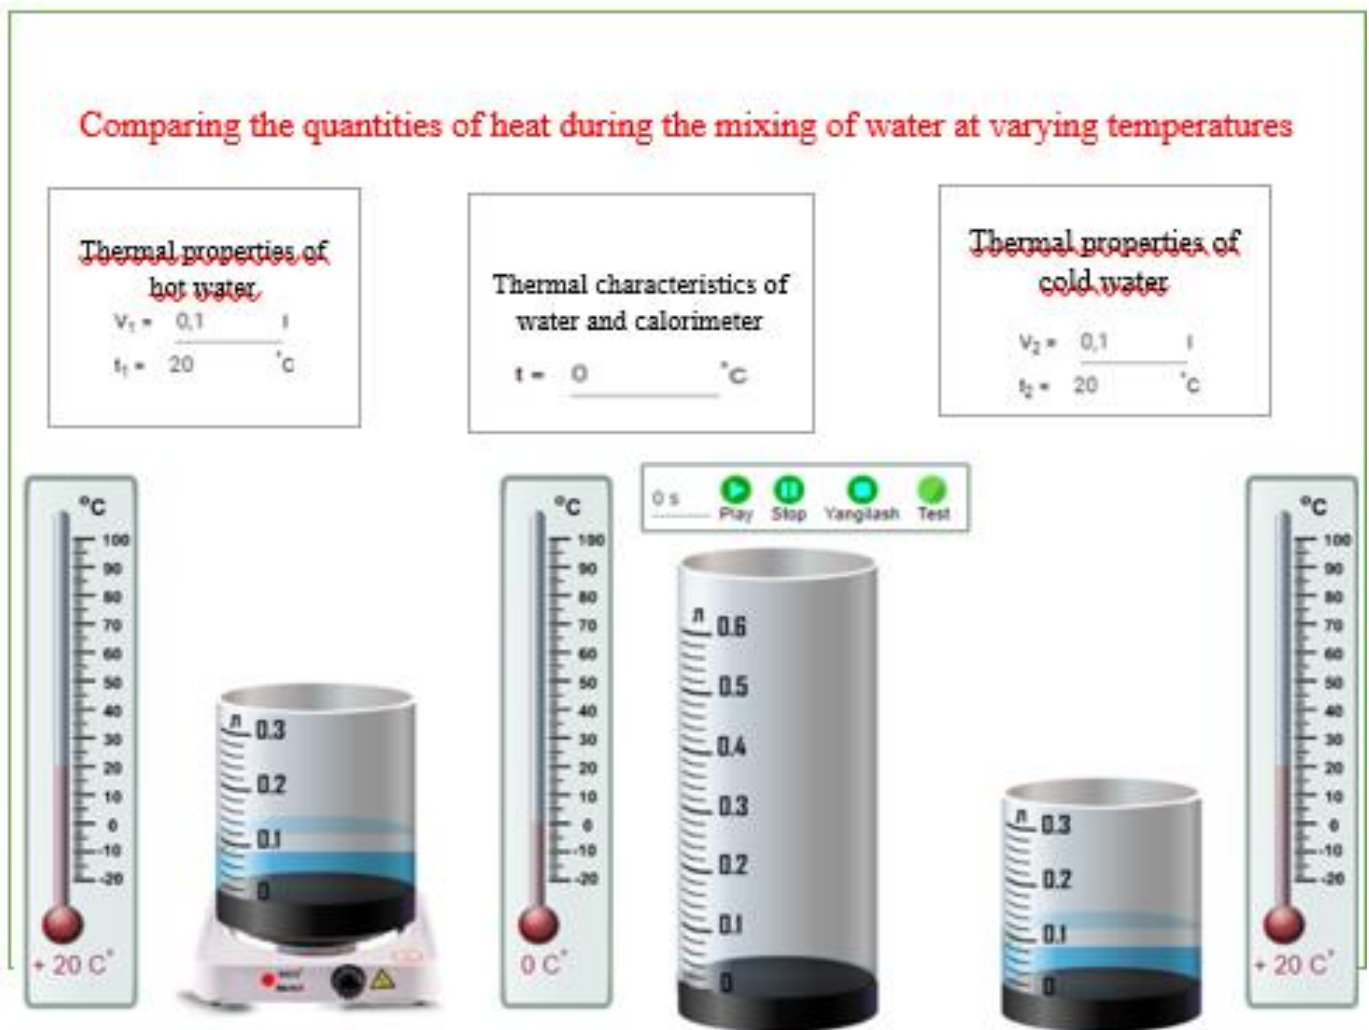 Comparing the quantities of heat during the mixing of water at varying temperatures
Thermal properties of
hot water
V₁ = 0,1 l
t₁ = 20 °C
Thermal characteristics of
water and calorimeter
t = 0 °C
Thermal properties of
cold water
V₂ = 0,1 l
t₂ = 20 °C
0 s
Play Stop Yangilash Test
°C
100
90
80
70
60
50
40
30
20
10
0
-10
-20
+ 20 C°
л
0.3
0.2
0.1
0
°C
100
90
80
70
60
50
40
30
20
10
0
-10
-20
0 C°
л
0.6
0.5
0.4
0.3
0.2
0.1
0
л
0.3
0.2
0.1
0
°C
100
90
80
70
60
50
40
30
20
10
0
-10
-20
+ 20 C°